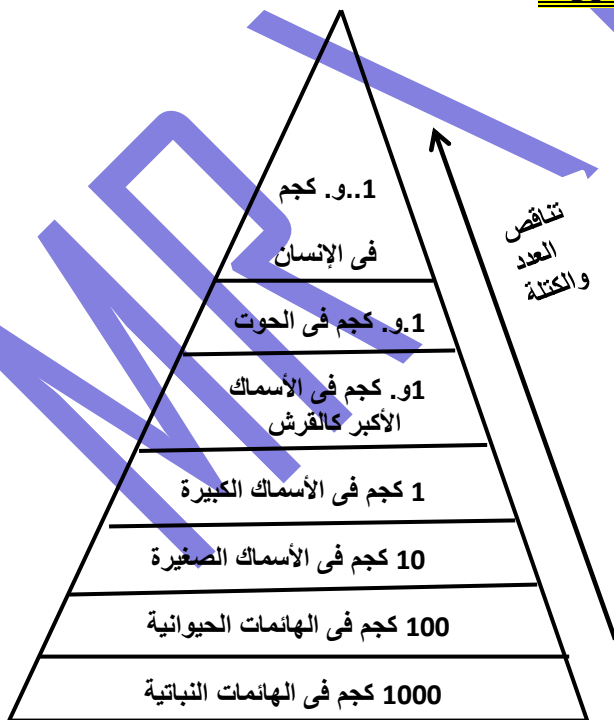 1..و. كجم
فى الإنسان
1.و. كجم فى الحوت
1و. كجم فى الأسماك
الأكبر كالقرش
1 كجم فى الأسماك الكبيرة
10 كجم فى الأسماك الصغيرة
100 كجم فى الهائمات الحيوانية
1000 كجم فى الهائمات النباتية
تناقص
العدد
والكتلة
MR